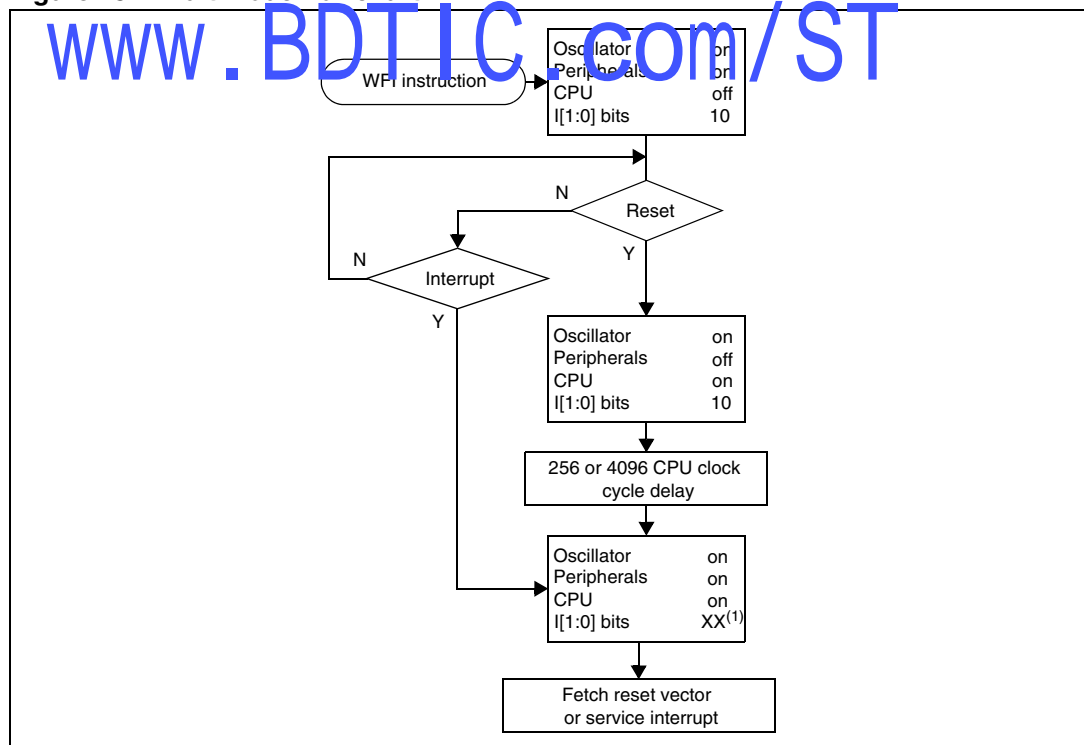 www.BDTIC.com/ST
WFI instruction
Oscillator on
Peripherals on
CPU off
I[1:0] bits 10
N
Reset
Y
N
Interrupt
Y
Oscillator on
Peripherals off
CPU on
I[1:0] bits 10
256 or 4096 CPU clock
cycle delay
Oscillator on
Peripherals on
CPU on
I[1:0] bits XX(1)
Fetch reset vector
or service interrupt